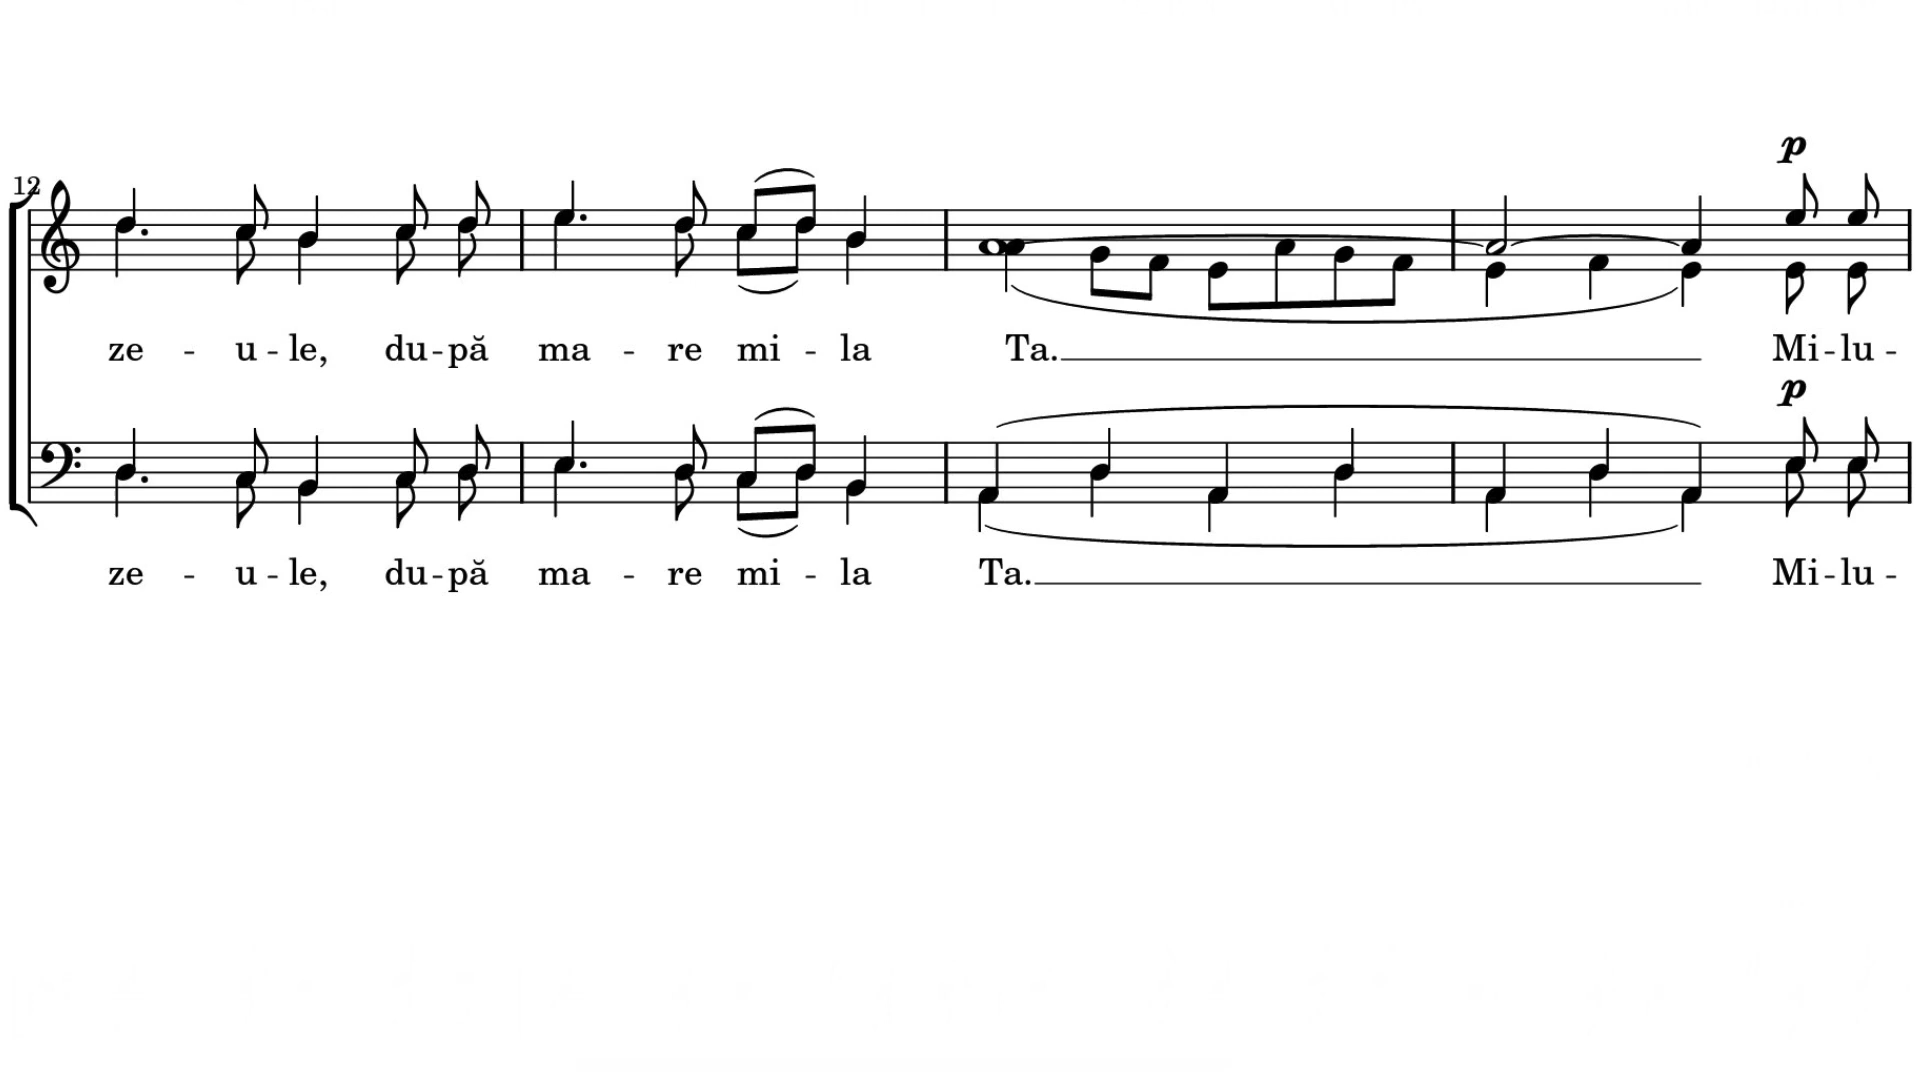 p
12
ze - u - le, du - pă ma - re mi - la Ta. Mi - lu -
p
ze - u - le, du - pă ma - re mi - la Ta. Mi - lu -